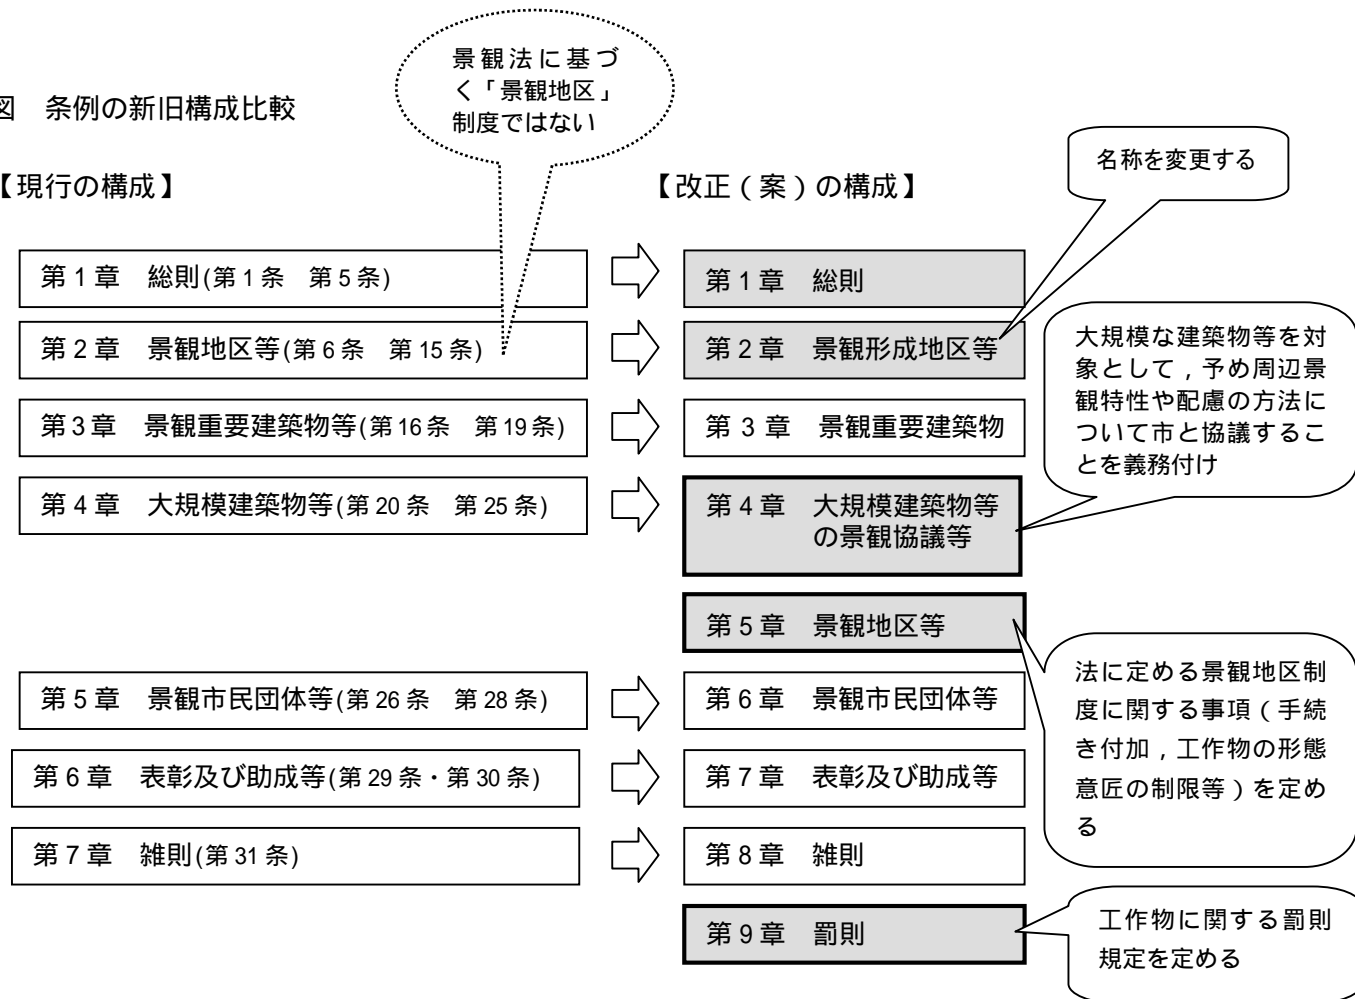 景観法に基づ
く「景観地区」
制度ではない
図　条例の新旧構成比較
名称を変更する
【現行の構成】
【改正（案）の構成】
第１章　総則(第１条　第５条)
第１章　総則
第２章　景観地区等(第６条　第15条)
第２章　景観形成地区等
大規模な建築物等を対
象として，予め周辺景
観特性や配慮の方法に
ついて市と協議するこ
とを義務付け
第３章　景観重要建築物等(第16条　第19条)
第３章　景観重要建築物
第４章　大規模建築物等(第20条　第25条)
第４章　大規模建築物等
の景観協議等
第５章　景観地区等
法に定める景観地区制
度に関する事項（手続
き付加，工作物の形態
意匠の制限等）を定め
る
第５章　景観市民団体等(第26条　第28条)
第６章　景観市民団体等
第６章　表彰及び助成等(第29条・第30条)
第７章　表彰及び助成等
第７章　雑則(第31条)
第８章　雑則
第９章　罰則
工作物に関する罰則
規定を定める